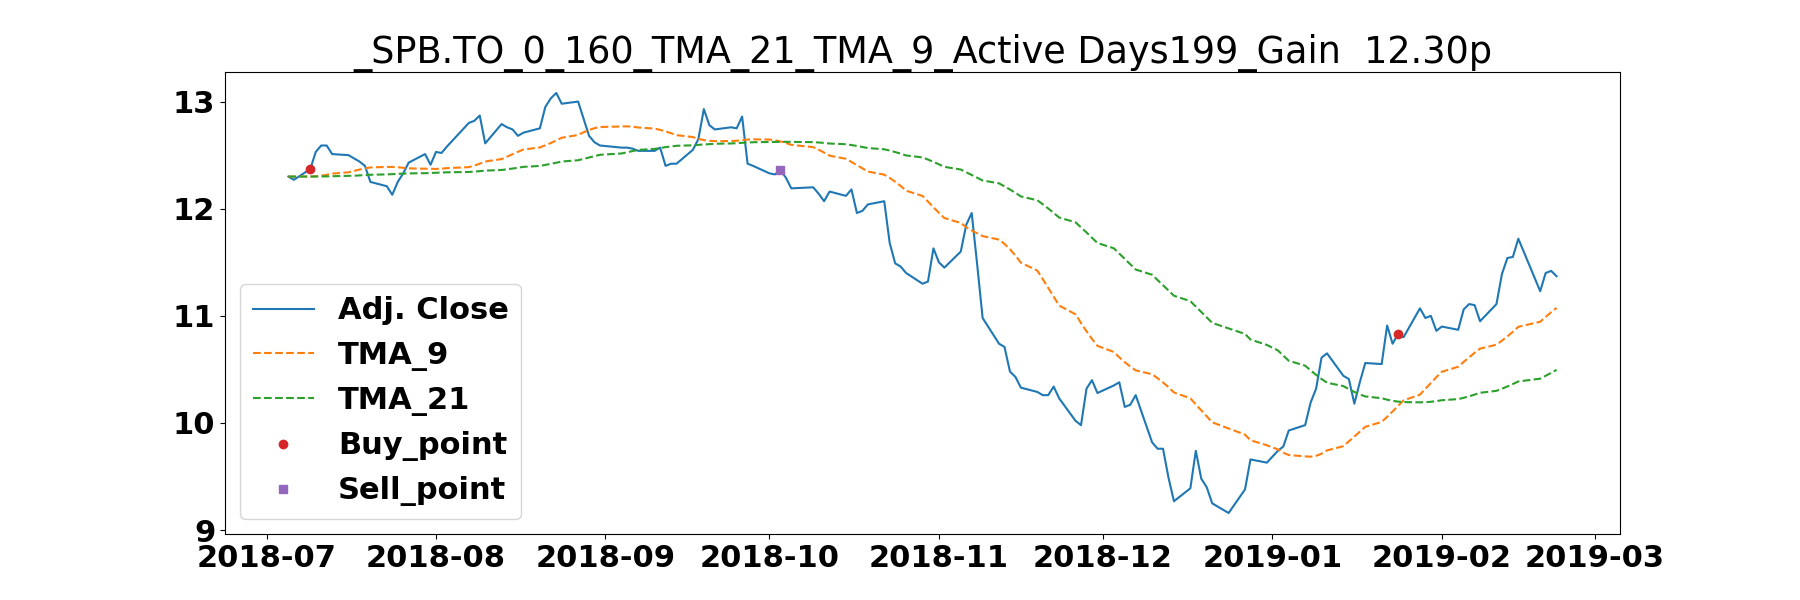 _SPB.TO_0_160_TMA_21_TMA_9_Active Days199_Gain  12.30p
13
12
11
10
9
Adj. Close
TMA_9
TMA_21
Buy_point
Sell_point
2018-07 2018-08 2018-09 2018-10 2018-11 2018-12 2019-01 2019-02 2019-03